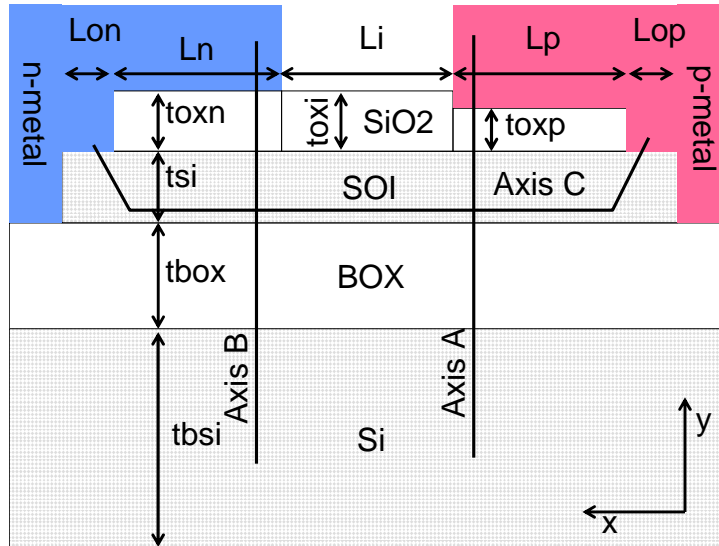 Lon
Ln
Li
Lp
Lop
n-metal
p-metal
toxn
toxi
SiO2
toxp
tsi
SOI
Axis C
tbox
BOX
Axis B
Axis A
tbsi
Si
y
x